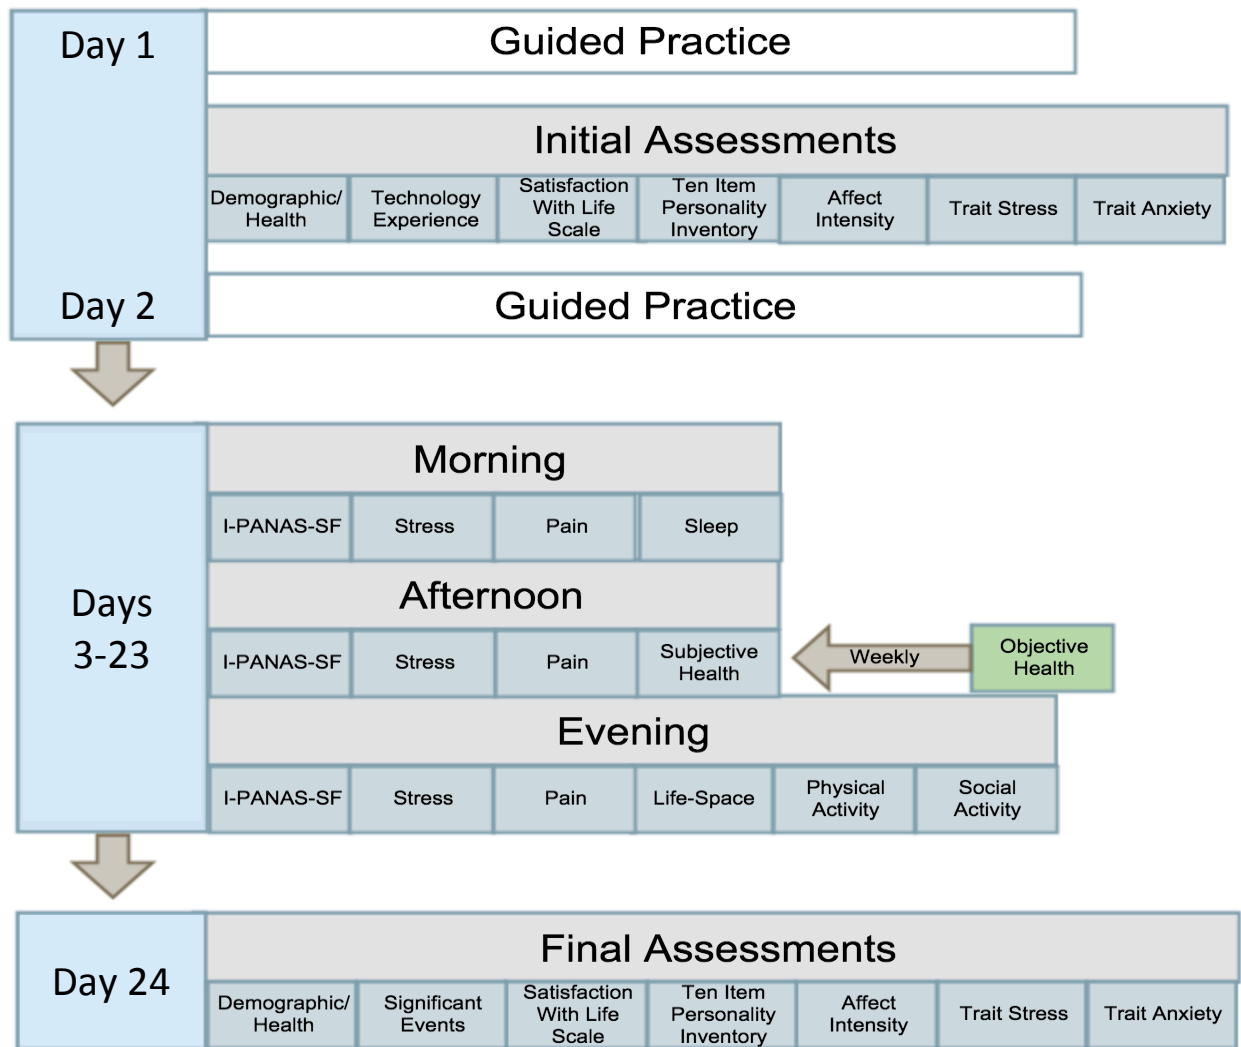 Day 1
Guided Practice
Initial Assessments
Demographic/
Health
Technology
Experience
Satisfaction
With Life
Scale
Ten Item
Personality
Inventory
Affect
Intensity
Trait Stress
Trait Anxiety
Day 2
Guided Practice
Days
3-23
Morning
I-PANAS-SF
Stress
Pain
Sleep
Afternoon
I-PANAS-SF
Stress
Pain
Subjective
Health
Weekly
Objective
Health
Evening
I-PANAS-SF
Stress
Pain
Life-Space
Physical
Activity
Social
Activity
Day 24
Final Assessments
Demographic/
Health
Significant
Events
Satisfaction
With Life
Scale
Ten Item
Personality
Inventory
Affect
Intensity
Trait Stress
Trait Anxiety